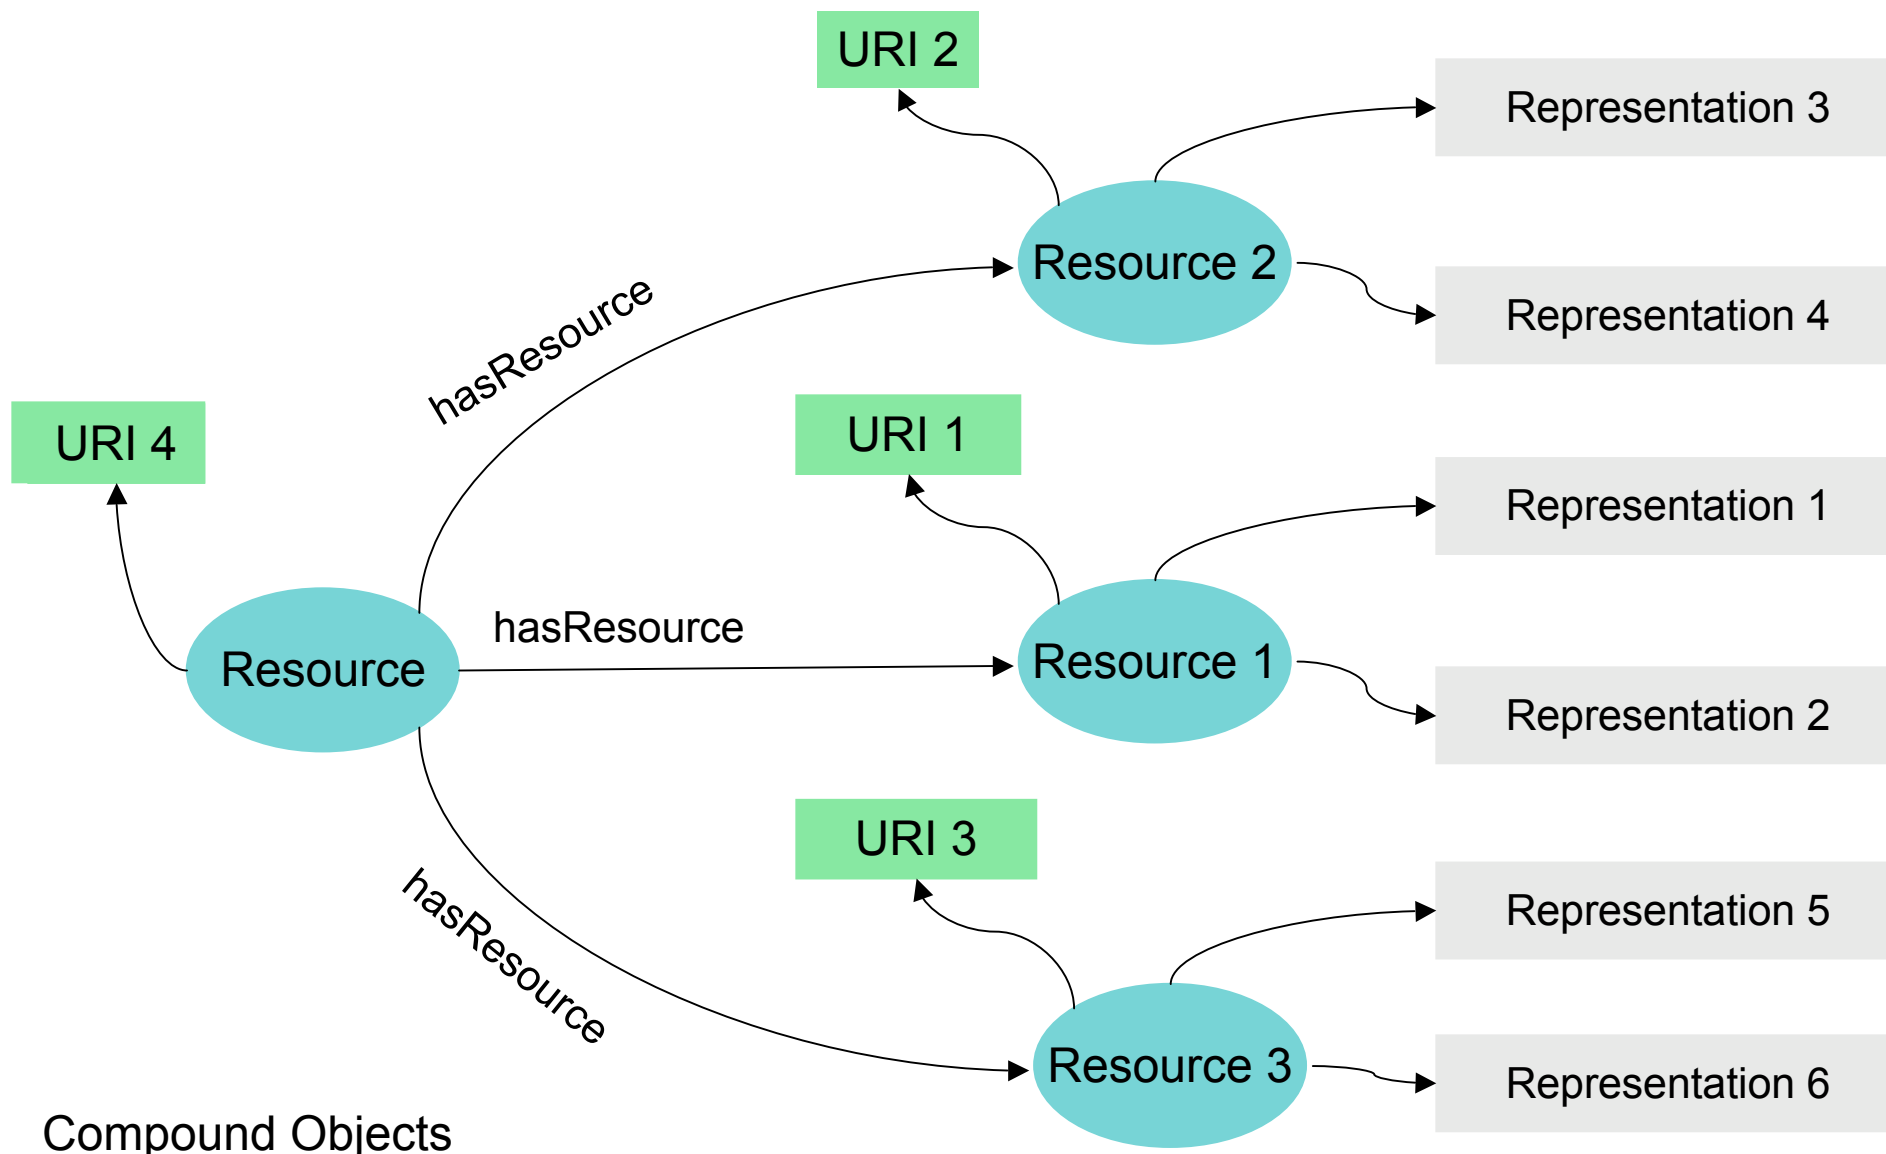 URI 2
Representation 3
Resource 2
hasResource
Representation 4
URI 4
URI 1
Representation 1
hasResource
Resource
Resource 1
Representation 2
URI 3
hasResource
Representation 5
Resource 3
Representation 6
Compound Objects